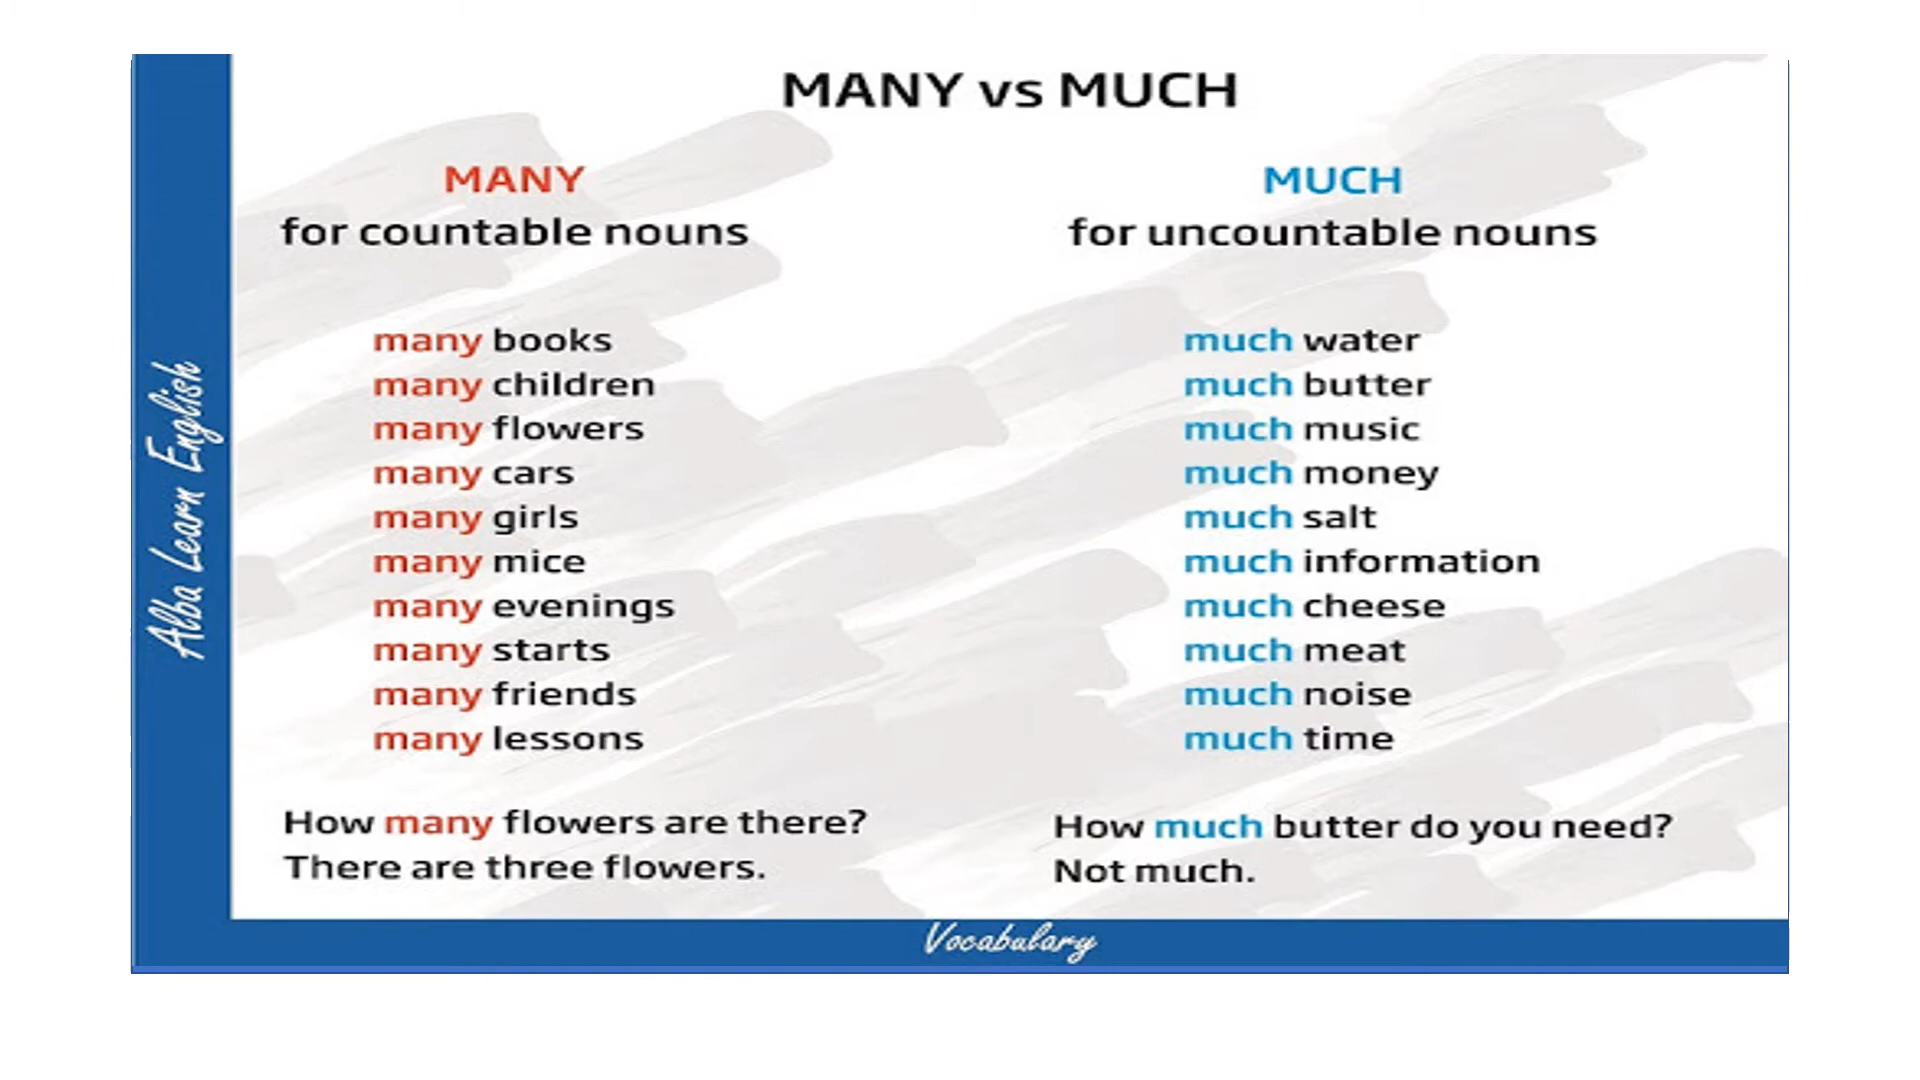 MANY vs MUCH
MANY
for countable nouns
many books
many children
many flowers
many cars
many girls
many mice
many evenings
many starts
many friends
many lessons
How many flowers are there?
There are three flowers.
MUCH
for uncountable nouns
much water
much butter
much music
much money
much salt
much information
much cheese
much meat
much noise
much time
How much butter do you need?
Not much.
Alba Learn English
Vocabulary